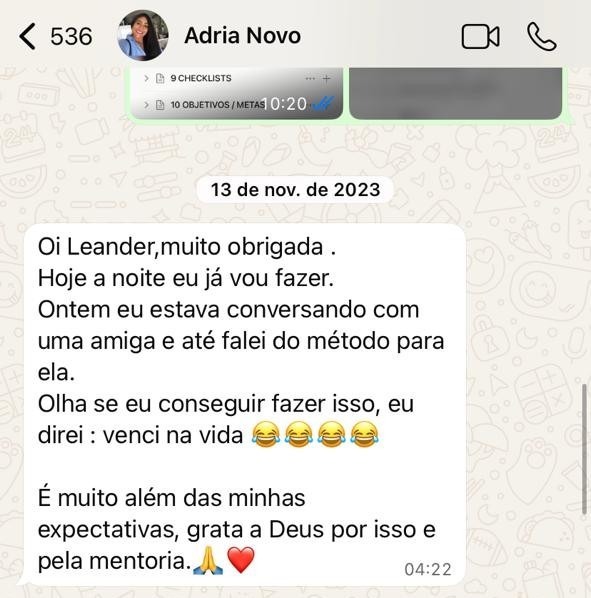 536
Adria Novo
9 CHECKLISTS
10 OBJETIVOS / METAS
10:20
13 de nov. de 2023
Oi Leander,muito obrigada .
Hoje a noite eu já vou fazer.
Ontem eu estava conversando com
uma amiga e até falei do método para
ela.
Olha se eu conseguir fazer isso, eu
direi : venci na vida 😂😂😂😂
É muito além das minhas
expectativas, grata a Deus por isso e
pela mentoria.🙏❤️
04:22